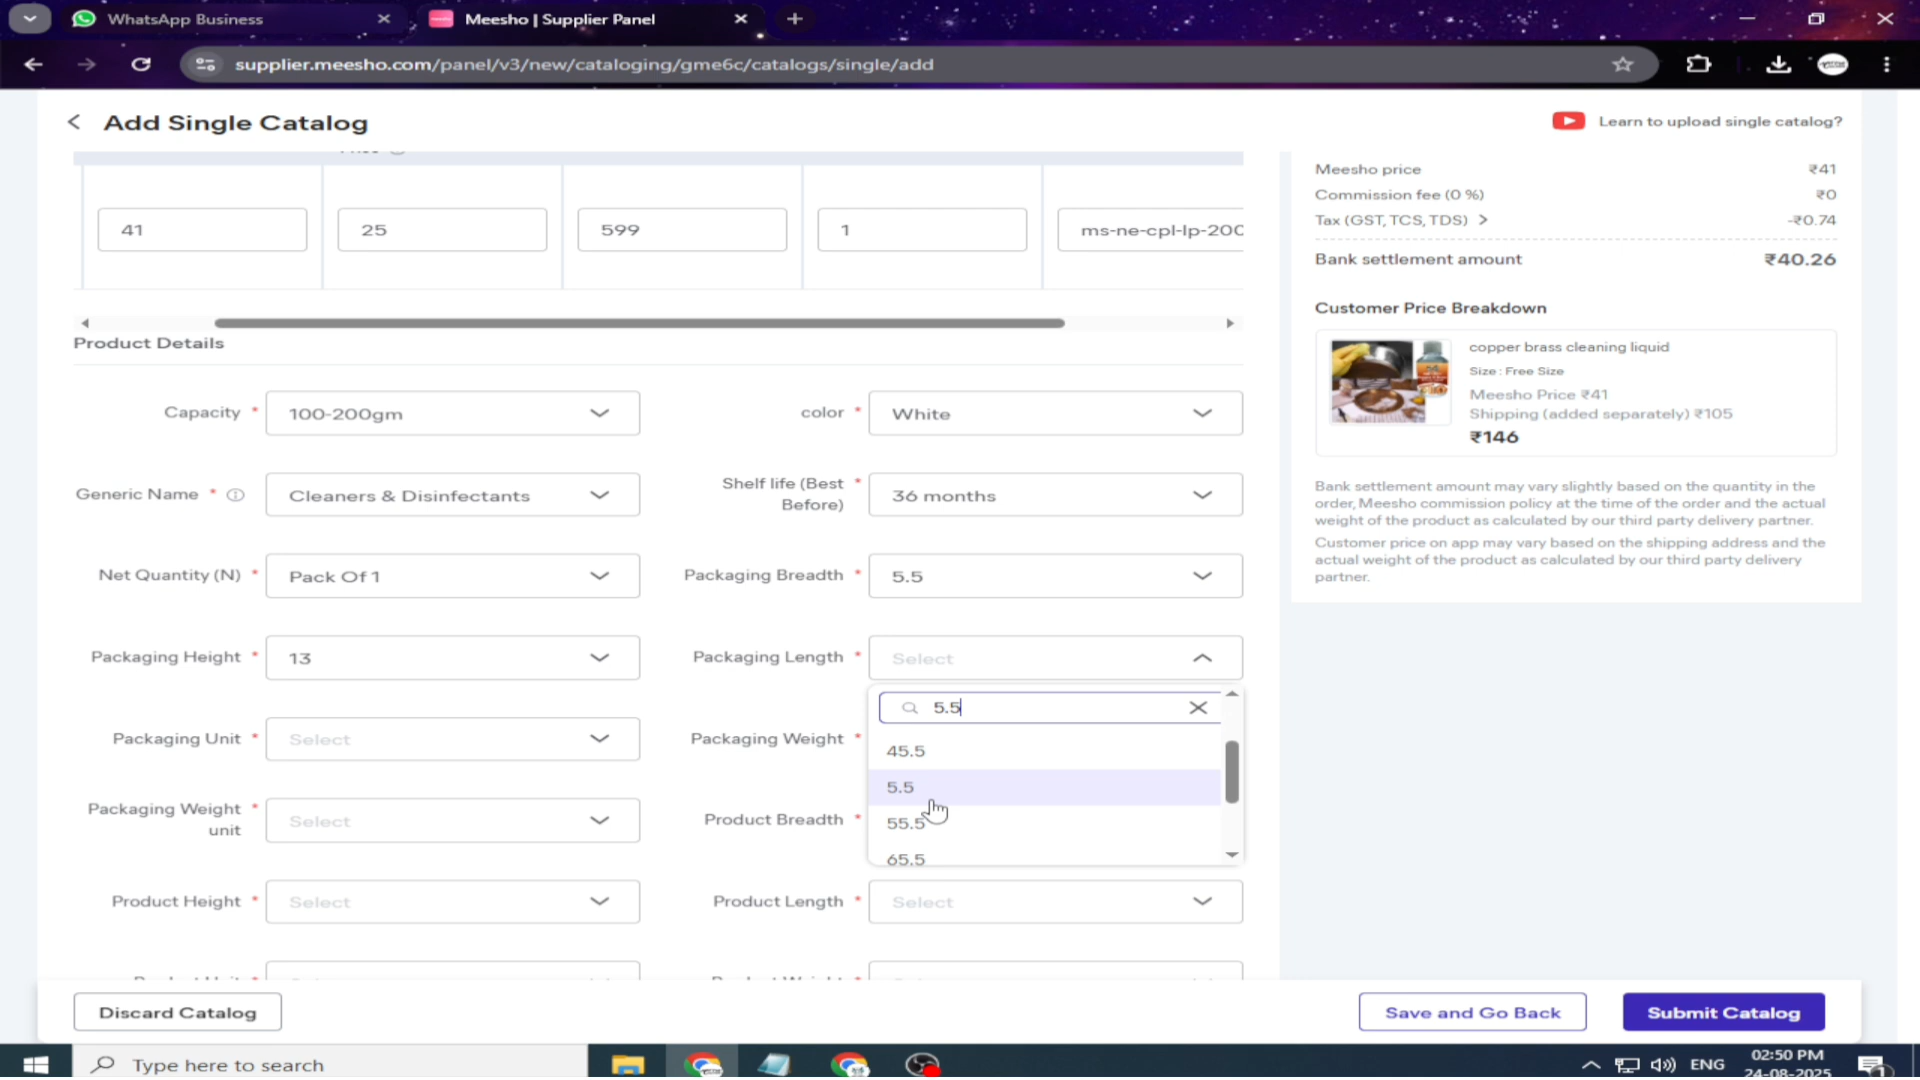 WhatsApp Business
Meesho | Supplier Panel
supplier.meesho.com/panel/v3/new/cataloging/gme6c/catalogs/single/add
Add Single Catalog
Learn to upload single catalog?
41
25
599
1
ms-ne-cpl-lp-200
Meesho price
₹41
Commission fee (0 %)
₹0
Tax (GST, TCS, TDS)
-₹0.74
Bank settlement amount
₹40.26
Customer Price Breakdown
copper brass cleaning liquid
Size : Free Size
Meesho Price ₹41
Shipping (added separately) ₹105
₹146
Bank settlement amount may vary slightly based on the quantity in the
order, Meesho commission policy at the time of the order and the actual
weight of the product as calculated by our third party delivery partner.
Customer price on app may vary based on the shipping address and the
actual weight of the product as calculated by our third party delivery
partner.
Product Details
Capacity *
100-200gm
color *
White
Generic Name *
Cleaners & Disinfectants
Shelf life (Best *
Before)
36 months
Net Quantity (N) *
Pack Of 1
Packaging Breadth *
5.5
Packaging Height *
13
Packaging Length *
Select
5.5
45.5
5.5
55.5
65.5
Packaging Unit *
Select
Packaging Weight *
Packaging Weight *
unit
Select
Product Breadth *
Product Height *
Select
Product Length *
Select
Discard Catalog
Save and Go Back
Submit Catalog
Type here to search
ENG
02:50 PM
24-08-2025
1